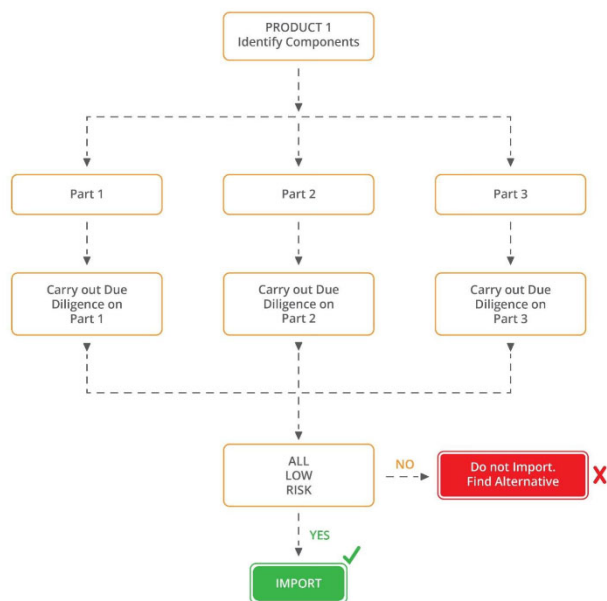 PRODUCT 1
Identify Components
Part 1
Part 2
Part 3
Carry out Due
Diligence on
Part 1
Carry out Due
Diligence on
Part 2
Carry out Due
Diligence on
Part 3
ALL
LOW
RISK
NO
Do not Import.
Find Alternative
YES
IMPORT